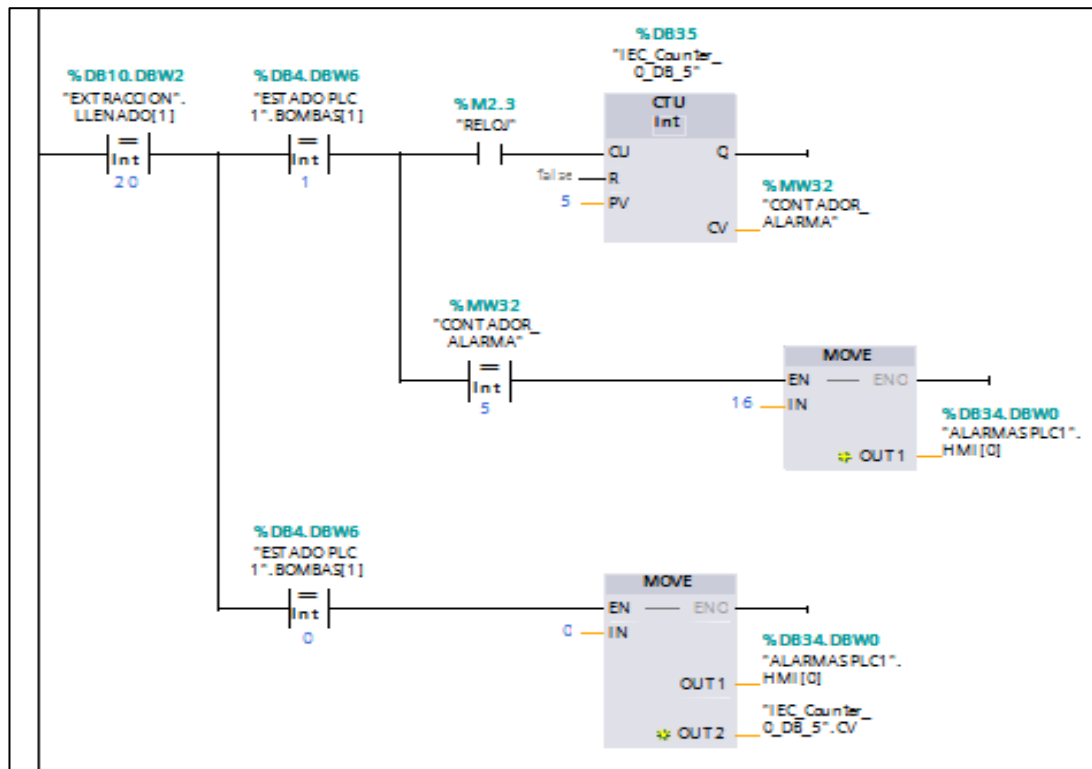 %DB35
"IEC_Counter_
0_DB_5"
%DB10.DBW2
"EXTRACCION".
LLENADO[1]
%DB4.DBW6
"ESTADO PLC
1".BOMBAS[1]
%M2.3
"RELOJ"
CTU
Int
==
Int
20
==
Int
1
CU
Q
false
R
5
PV
CV
%MW32
"CONTADOR_
ALARMA"
%MW32
"CONTADOR_
ALARMA"
==
Int
5
MOVE
EN
ENO
16
IN
OUT1
%DB34.DBW0
"ALARMAS PLC1".
HMI[0]
%DB4.DBW6
"ESTADO PLC
1".BOMBAS[1]
==
Int
0
MOVE
EN
ENO
0
IN
OUT1
%DB34.DBW0
"ALARMAS PLC1".
HMI[0]
OUT2
"IEC_Counter_
0_DB_5".CV